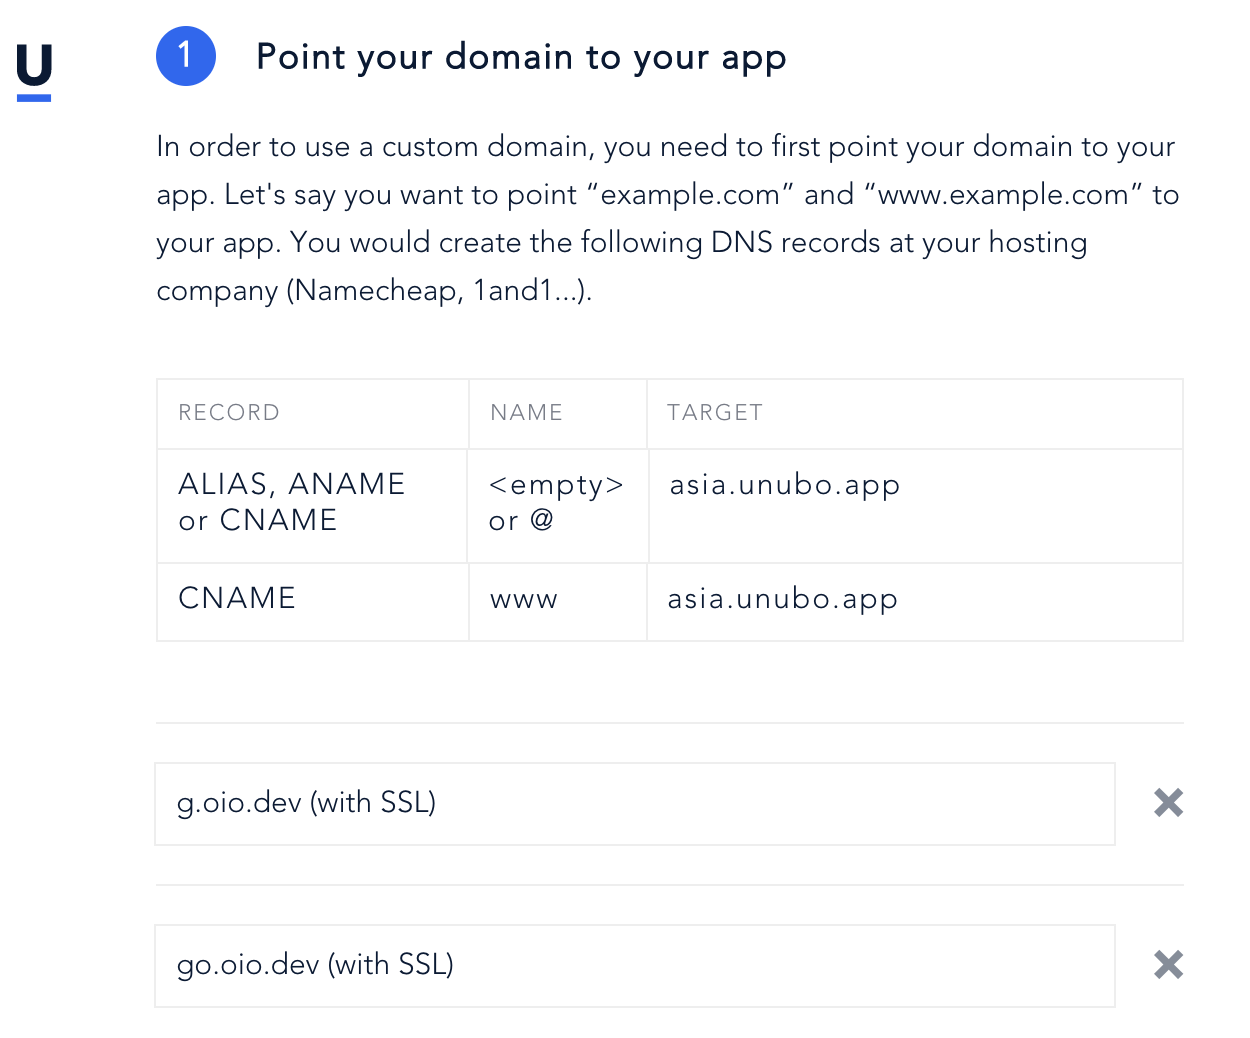 U
1 Point your domain to your app
In order to use a custom domain, you need to first point your domain to your
app. Let's say you want to point “example.com” and “www.example.com” to
your app. You would create the following DNS records at your hosting
company (Namecheap, 1and1...).
RECORD NAME TARGET
ALIAS, ANAME <empty> asia.unubo.app
or CNAME or @
CNAME www asia.unubo.app
g.oio.dev (with SSL)
go.oio.dev (with SSL)